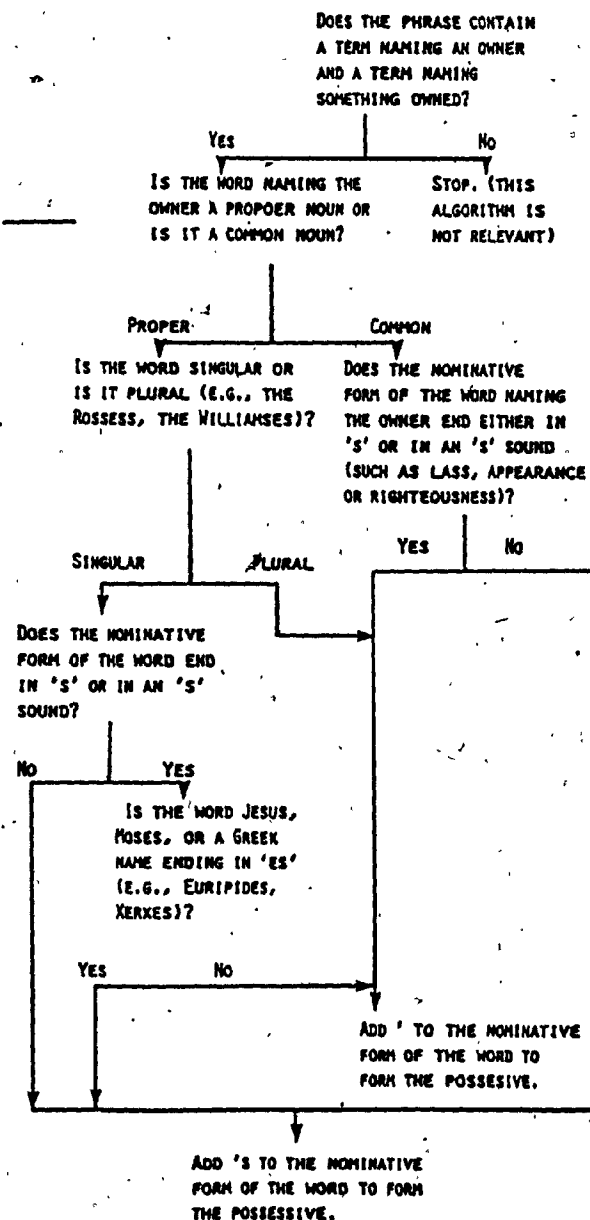 DOES THE PHRASE CONTAIN
A TERM NAMING AN OWNER
AND A TERM NAMING
SOMETHING OWNED?
YES
NO
IS THE WORD NAMING THE
OWNER A PROPOER NOUN OR
IS IT A COMMON NOUN?
STOP. (THIS
ALGORITHM IS
NOT RELEVANT)
PROPER
COMMON
IS THE WORD SINGULAR OR
IS IT PLURAL (E.G., THE
ROSSESS, THE WILLIAMSES)?
DOES THE NOMINATIVE
FORM OF THE WORD NAMING
THE OWNER END EITHER IN
'S' OR IN AN 'S' SOUND
(SUCH AS LASS, APPEARANCE
OR RIGHTEOUSNESS)?
YES
NO
SINGULAR
PLURAL
DOES THE NOMINATIVE
FORM OF THE WORD END
IN 'S' OR IN AN 'S'
SOUND?
NO
YES
IS THE WORD JESUS,
MOSES, OR A GREEK
NAME ENDING IN 'ES'
(E.G., EURIPIDES,
XERXES)?
YES
NO
ADD ' TO THE NOMINATIVE
FORM OF THE WORD TO
FORM THE POSSESIVE.
ADD 'S TO THE NOMINATIVE
FORM OF THE WORD TO FORM
THE POSSESSIVE.